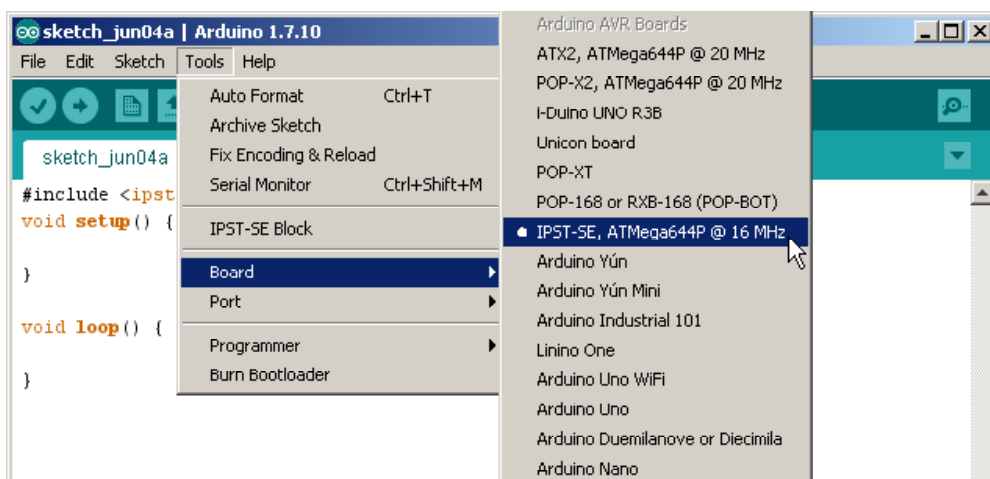 sketch_jun04a | Arduino 1.7.10
File Edit Sketch Tools Help
sketch_jun04a
#include <ipst
void setup() {
}
void loop() {
}
Auto Format Ctrl+T
Archive Sketch
Fix Encoding & Reload
Serial Monitor Ctrl+Shift+M
IPST-SE Block
Board
Port
Programmer
Burn Bootloader
Arduino AVR Boards
ATX2, ATMega644P @ 20 MHz
POP-X2, ATMega644P @ 20 MHz
i-Duino UNO R3B
Unicon board
POP-XT
POP-168 or RXB-168 (POP-BOT)
IPST-SE, ATMega644P @ 16 MHz
Arduino Yún
Arduino Yún Mini
Arduino Industrial 101
Linino One
Arduino Uno WiFi
Arduino Uno
Arduino Duemilanove or Diecimila
Arduino Nano